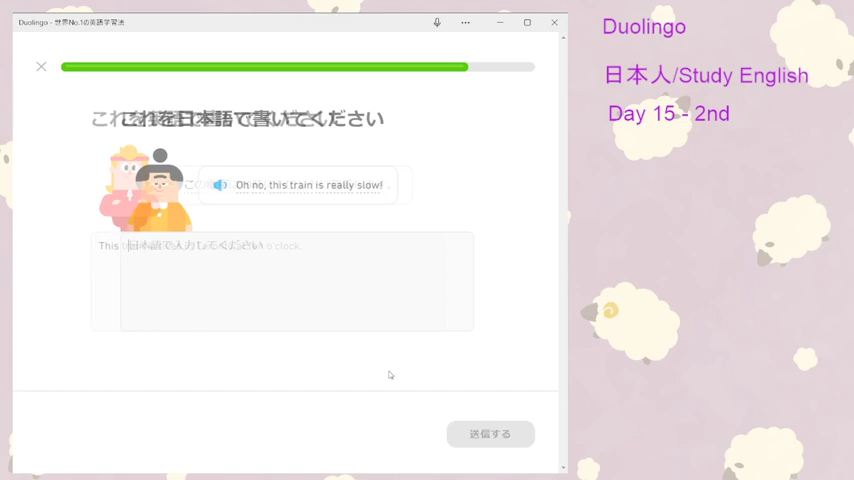 Duolingo - 世界No.1の英語学習法
Duolingo
日本人/Study English
Day 15 - 2nd
これを日本語で書いてください
Oh no, this train is really slow!
This
日本語で入力してください
o'clock.
送信する